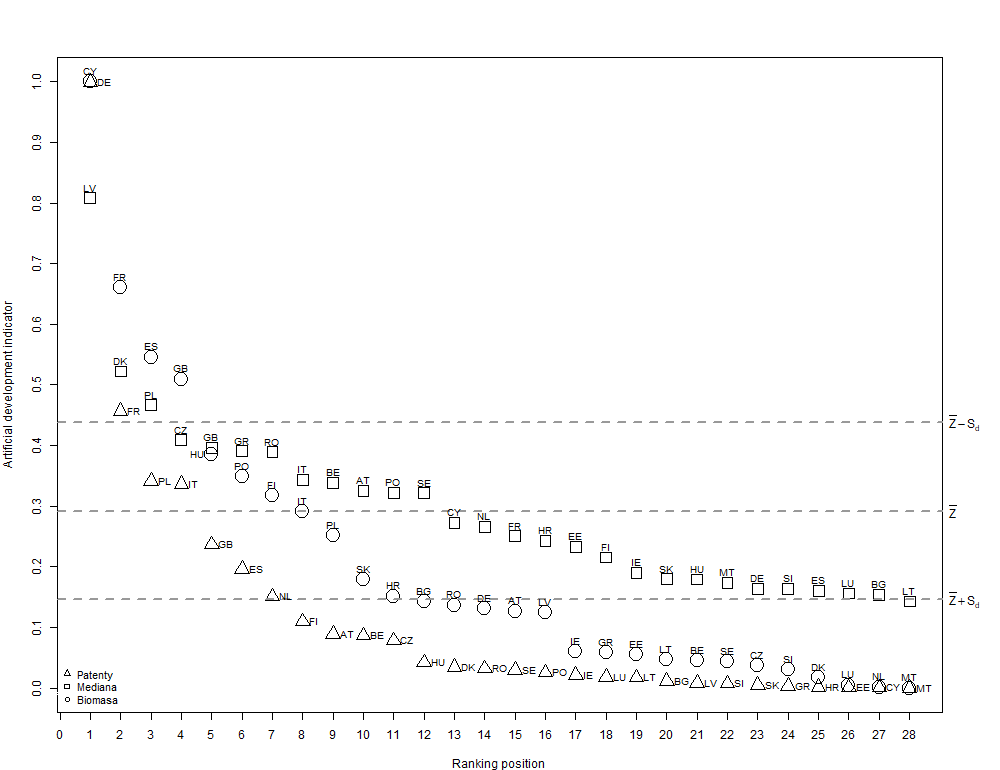 Artificial development indicator
1.0
0.9
0.8
0.7
0.6
0.5
0.4
0.3
0.2
0.1
0.0
CY
DE
LV
FR
ES
GB
DK
FR
PL
CZ
GB
GR
RO
HU
PL
IT
PO
FI
IT
IT
BE
AT
PO
SE
GB
ES
NL
PL
CY
NL
FR
HR
EE
FI
IE
SK
HU
MT
DE
SI
ES
LU
BG
LT
SK
HR
BG
RO
DE
AT
LV
FI
AT
BE
CZ
IE
GR
EE
LT
BE
SE
CZ
SI
DK
LU
NL
MT
HU
DK
RO
SE
PO
IE
LU
LT
BG
LV
SI
SK
GR
HR
EE
CY
MT
Z̅ − Sd
Z̅
Z̅ + Sd
Patenty
Mediana
Biomasa
0 1 2 3 4 5 6 7 8 9 10 11 12 13 14 15 16 17 18 19 20 21 22 23 24 25 26 27 28
Ranking position